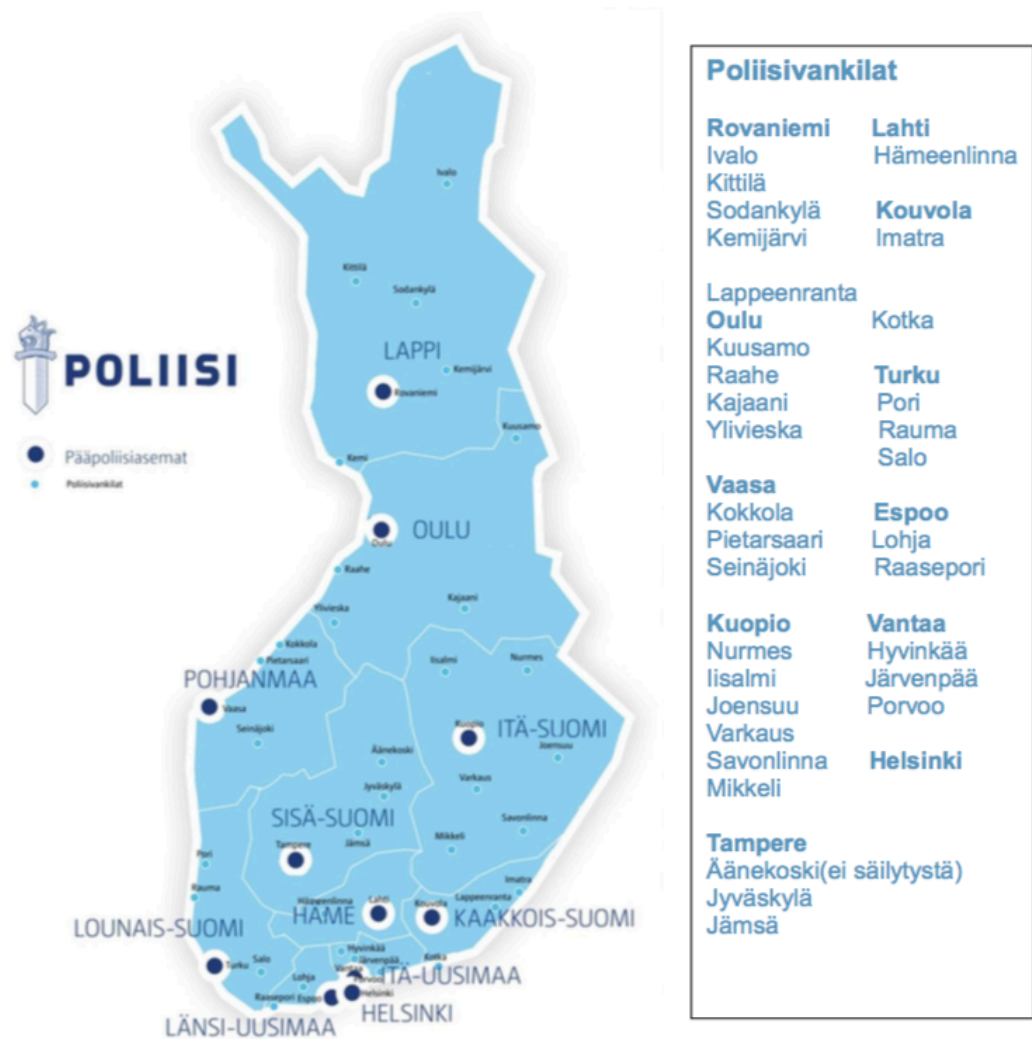 Ivalo
Kittilä
Sodankylä
LAPPI
Kemijärvi
Rovaniemi
Kuusamo
Kemi
POLIISI
Pääpoliisiasemat
Poliisivankilat
OULU
Oulu
Raahe
Ylivieska
Kajaani
Kokkola
Pietarsaari
Iisalmi
Nurmes
POHJANMAA
Vaasa
Seinäjoki
Kuopio
ITÄ-SUOMI
Joensuu
Äänekoski
Jyväskylä
Varkaus
SISÄ-SUOMI
Savonlinna
Tampere
Jämsä
Mikkeli
Pori
Rauma
Imatra
Lappeenranta
Hämeenlinna
Lahti
Kouvola
HÄME
KAAKKOIS-SUOMI
LOUNAIS-SUOMI
Hyvinkää
Järvenpää
Kotka
Turku
Salo
Vantaa
ITÄ-UUSIMAA
Porvoo
Lohja
Raasepori
Espoo
Helsinki
HELSINKI
LÄNSI-UUSIMAA
Poliisivankilat
Rovaniemi Lahti
Ivalo Hämeenlinna
Kittilä
Sodankylä Kouvola
Kemijärvi Imatra
Lappeenranta
Oulu Kotka
Kuusamo
Raahe Turku
Kajaani Pori
Ylivieska Rauma
Salo
Vaasa
Kokkola Espoo
Pietarsaari Lohja
Seinäjoki Raasepori
Kuopio Vantaa
Nurmes Hyvinkää
Iisalmi Järvenpää
Joensuu Porvoo
Varkaus
Savonlinna Helsinki
Mikkeli
Tampere
Äänekoski(ei säilytystä)
Jyväskylä
Jämsä